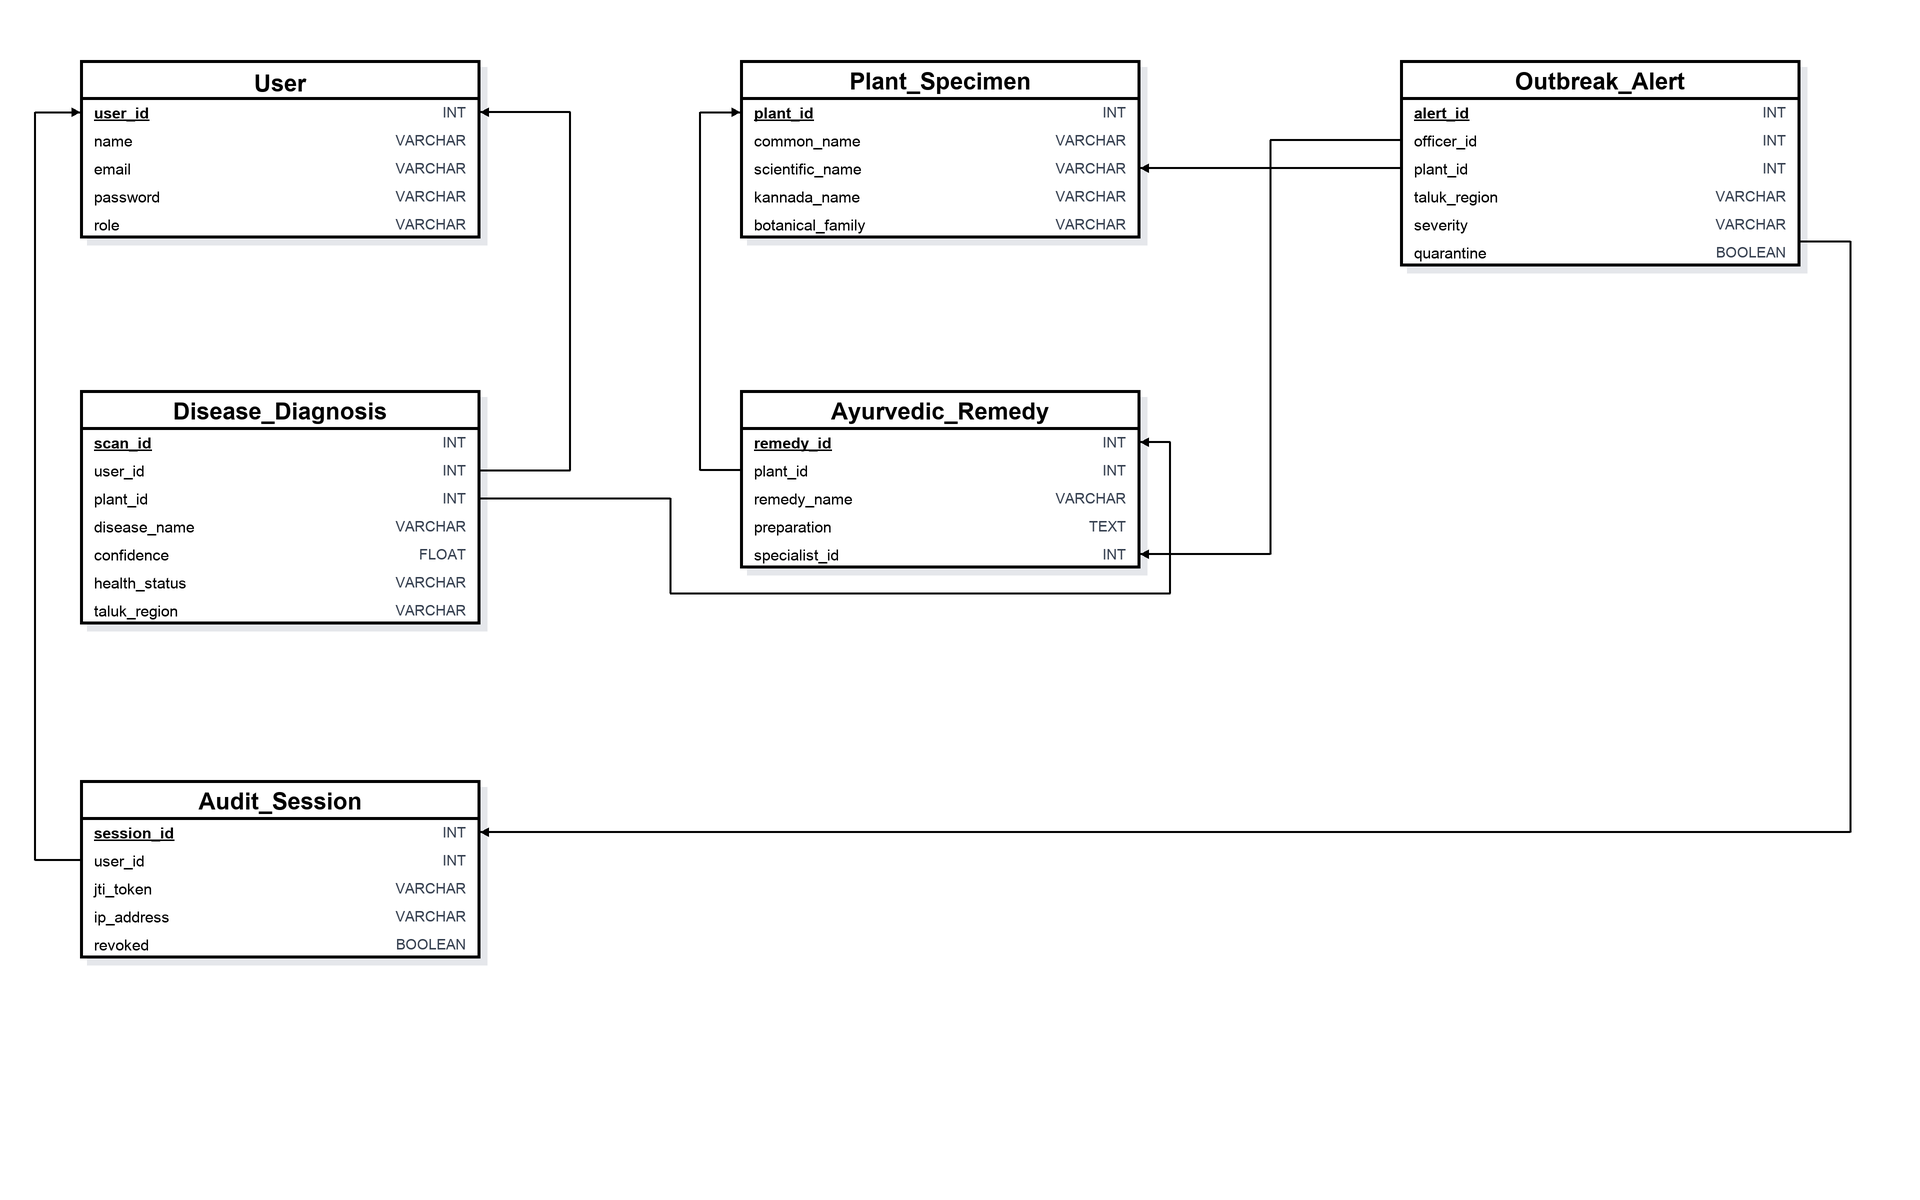 User
user_id INT
name VARCHAR
email VARCHAR
password VARCHAR
role VARCHAR
Plant_Specimen
plant_id INT
common_name VARCHAR
scientific_name VARCHAR
kannada_name VARCHAR
botanical_family VARCHAR
Outbreak_Alert
alert_id INT
officer_id INT
plant_id INT
taluk_region VARCHAR
severity VARCHAR
quarantine BOOLEAN
Disease_Diagnosis
scan_id INT
user_id INT
plant_id INT
disease_name VARCHAR
confidence FLOAT
health_status VARCHAR
taluk_region VARCHAR
Ayurvedic_Remedy
remedy_id INT
plant_id INT
remedy_name VARCHAR
preparation TEXT
specialist_id INT
Audit_Session
session_id INT
user_id INT
jti_token VARCHAR
ip_address VARCHAR
revoked BOOLEAN